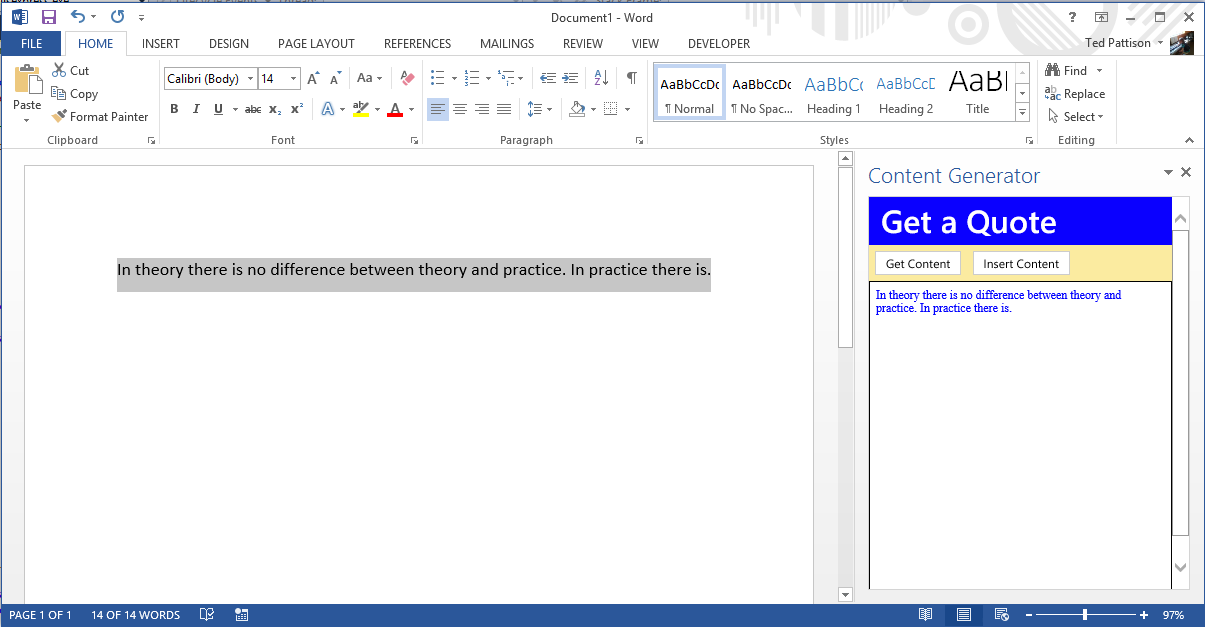 Document1 - Word
?
FILE HOME INSERT DESIGN PAGE LAYOUT REFERENCES MAILINGS REVIEW VIEW DEVELOPER Ted Pattison
Paste
Cut
Copy
Format Painter
Clipboard
Calibri (Body) 14 Aa
B I U abc X₂ X² A ab A
Font
Paragraph
AaBbCcDc AaBbCcDc AaBbCc AaBbCcD AaBl
¶ Normal ¶ No Spac... Heading 1 Heading 2 Title
Styles
Find
Replace
Select
Editing
In theory there is no difference between theory and practice. In practice there is.
Content Generator
Get a Quote
Get Content Insert Content
In theory there is no difference between theory and
practice. In practice there is.
PAGE 1 OF 1 14 OF 14 WORDS 97%